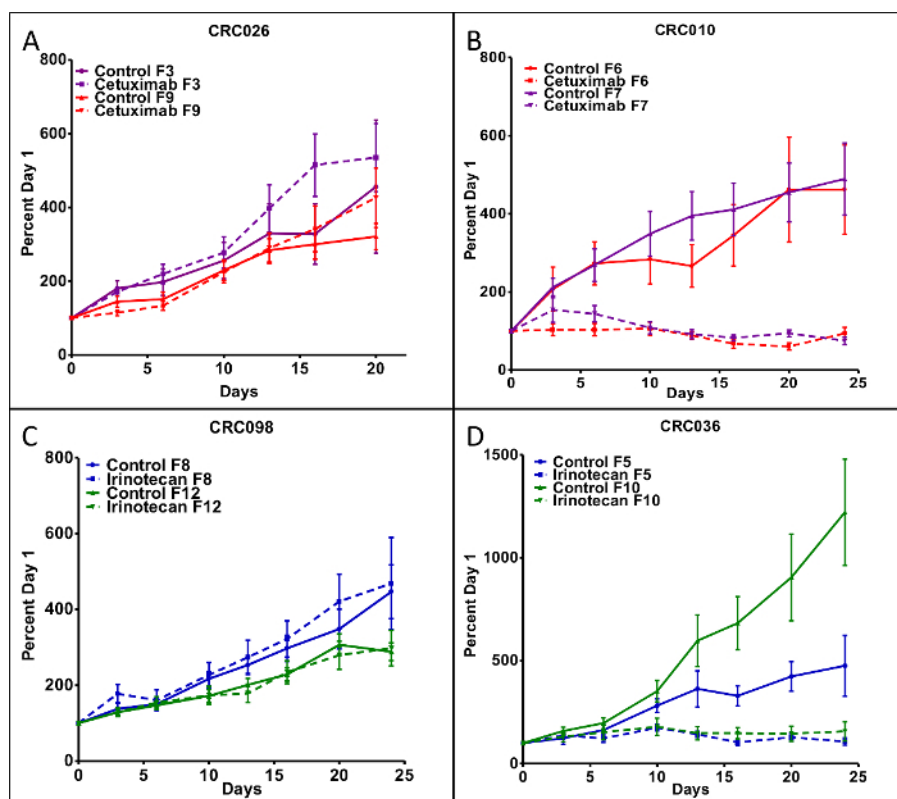 A
CRC026
Control F3
Cetuximab F3
Control F9
Cetuximab F9
Percent Day 1
800
600
400
200
0
0 5 10 15 20
Days
B
CRC010
Control F6
Cetuximab F6
Control F7
Cetuximab F7
Percent Day 1
800
600
400
200
0
0 5 10 15 20 25
Days
C
CRC098
Control F8
Irinotecan F8
Control F12
Irinotecan F12
Percent Day 1
800
600
400
200
0
0 5 10 15 20 25
Days
D
CRC036
Control F5
Irinotecan F5
Control F10
Irinotecan F10
Percent Day 1
1500
1000
500
0
0 5 10 15 20 25
Days